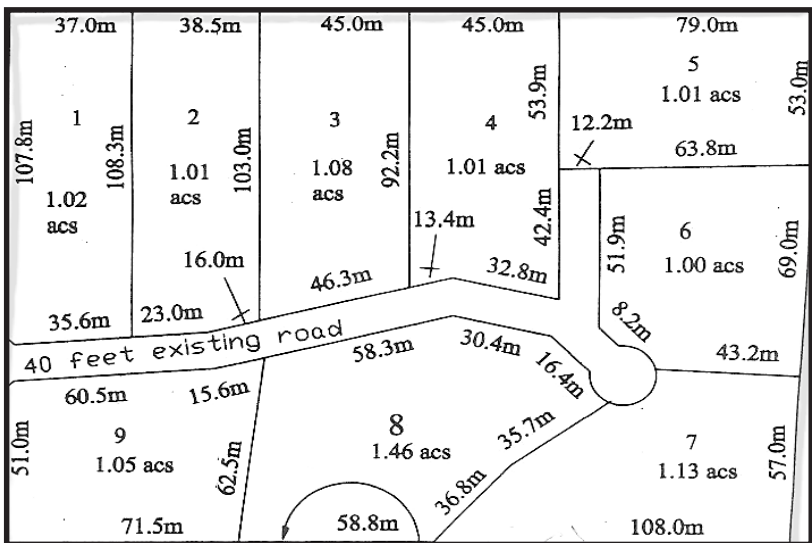 37.0m
38.5m
45.0m
45.0m
79.0m
107.8m
1
1.02
acs
108.3m
2
1.01
acs
103.0m
3
1.08
acs
92.2m
4
1.01 acs
53.9m
42.4m
5
1.01 acs
53.0m
12.2m
63.8m
51.9m
6
1.00 acs
69.0m
8.2m
43.2m
35.6m
23.0m
16.0m
46.3m
13.4m
32.8m
40 feet existing road
60.5m
15.6m
58.3m
30.4m
16.4m
51.0m
9
1.05 acs
62.5m
71.5m
8
1.46 acs
35.7m
36.8m
58.8m
7
1.13 acs
57.0m
108.0m